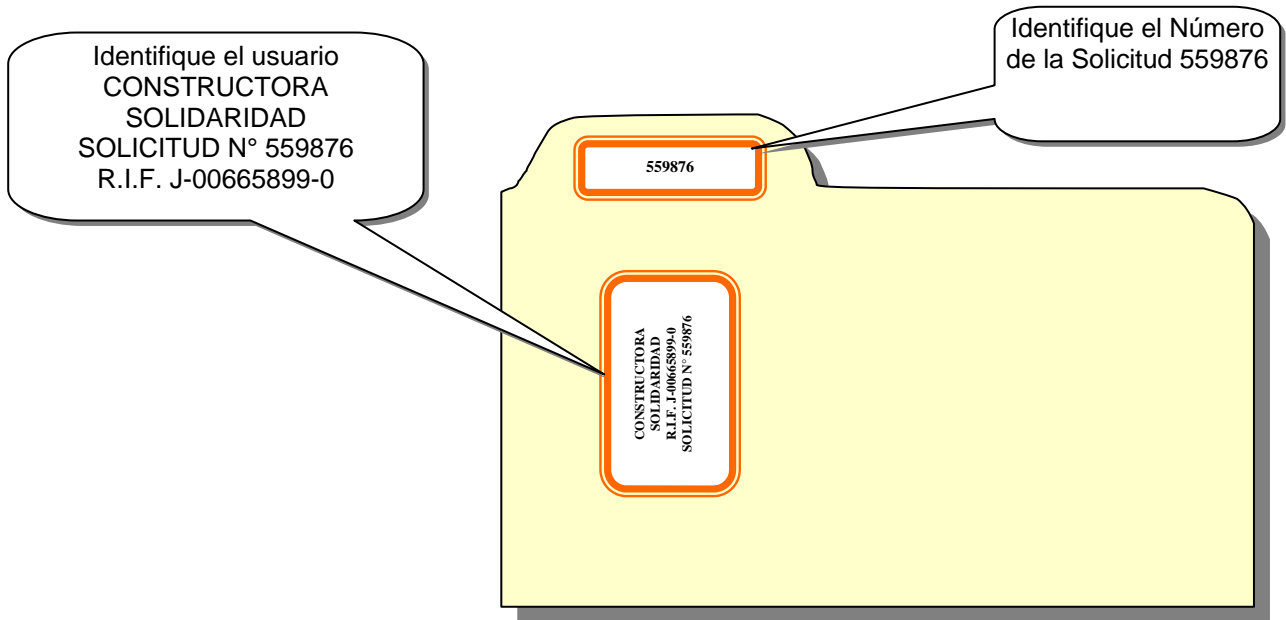 Identifique el usuario
CONSTRUCTORA
SOLIDARIDAD
SOLICITUD N° 559876
R.I.F. J-00665899-0
Identifique el Número
de la Solicitud 559876
559876
CONSTRUCTORA
SOLIDARIDAD
R.I.F. J-00665899-0
SOLICITUD N° 559876